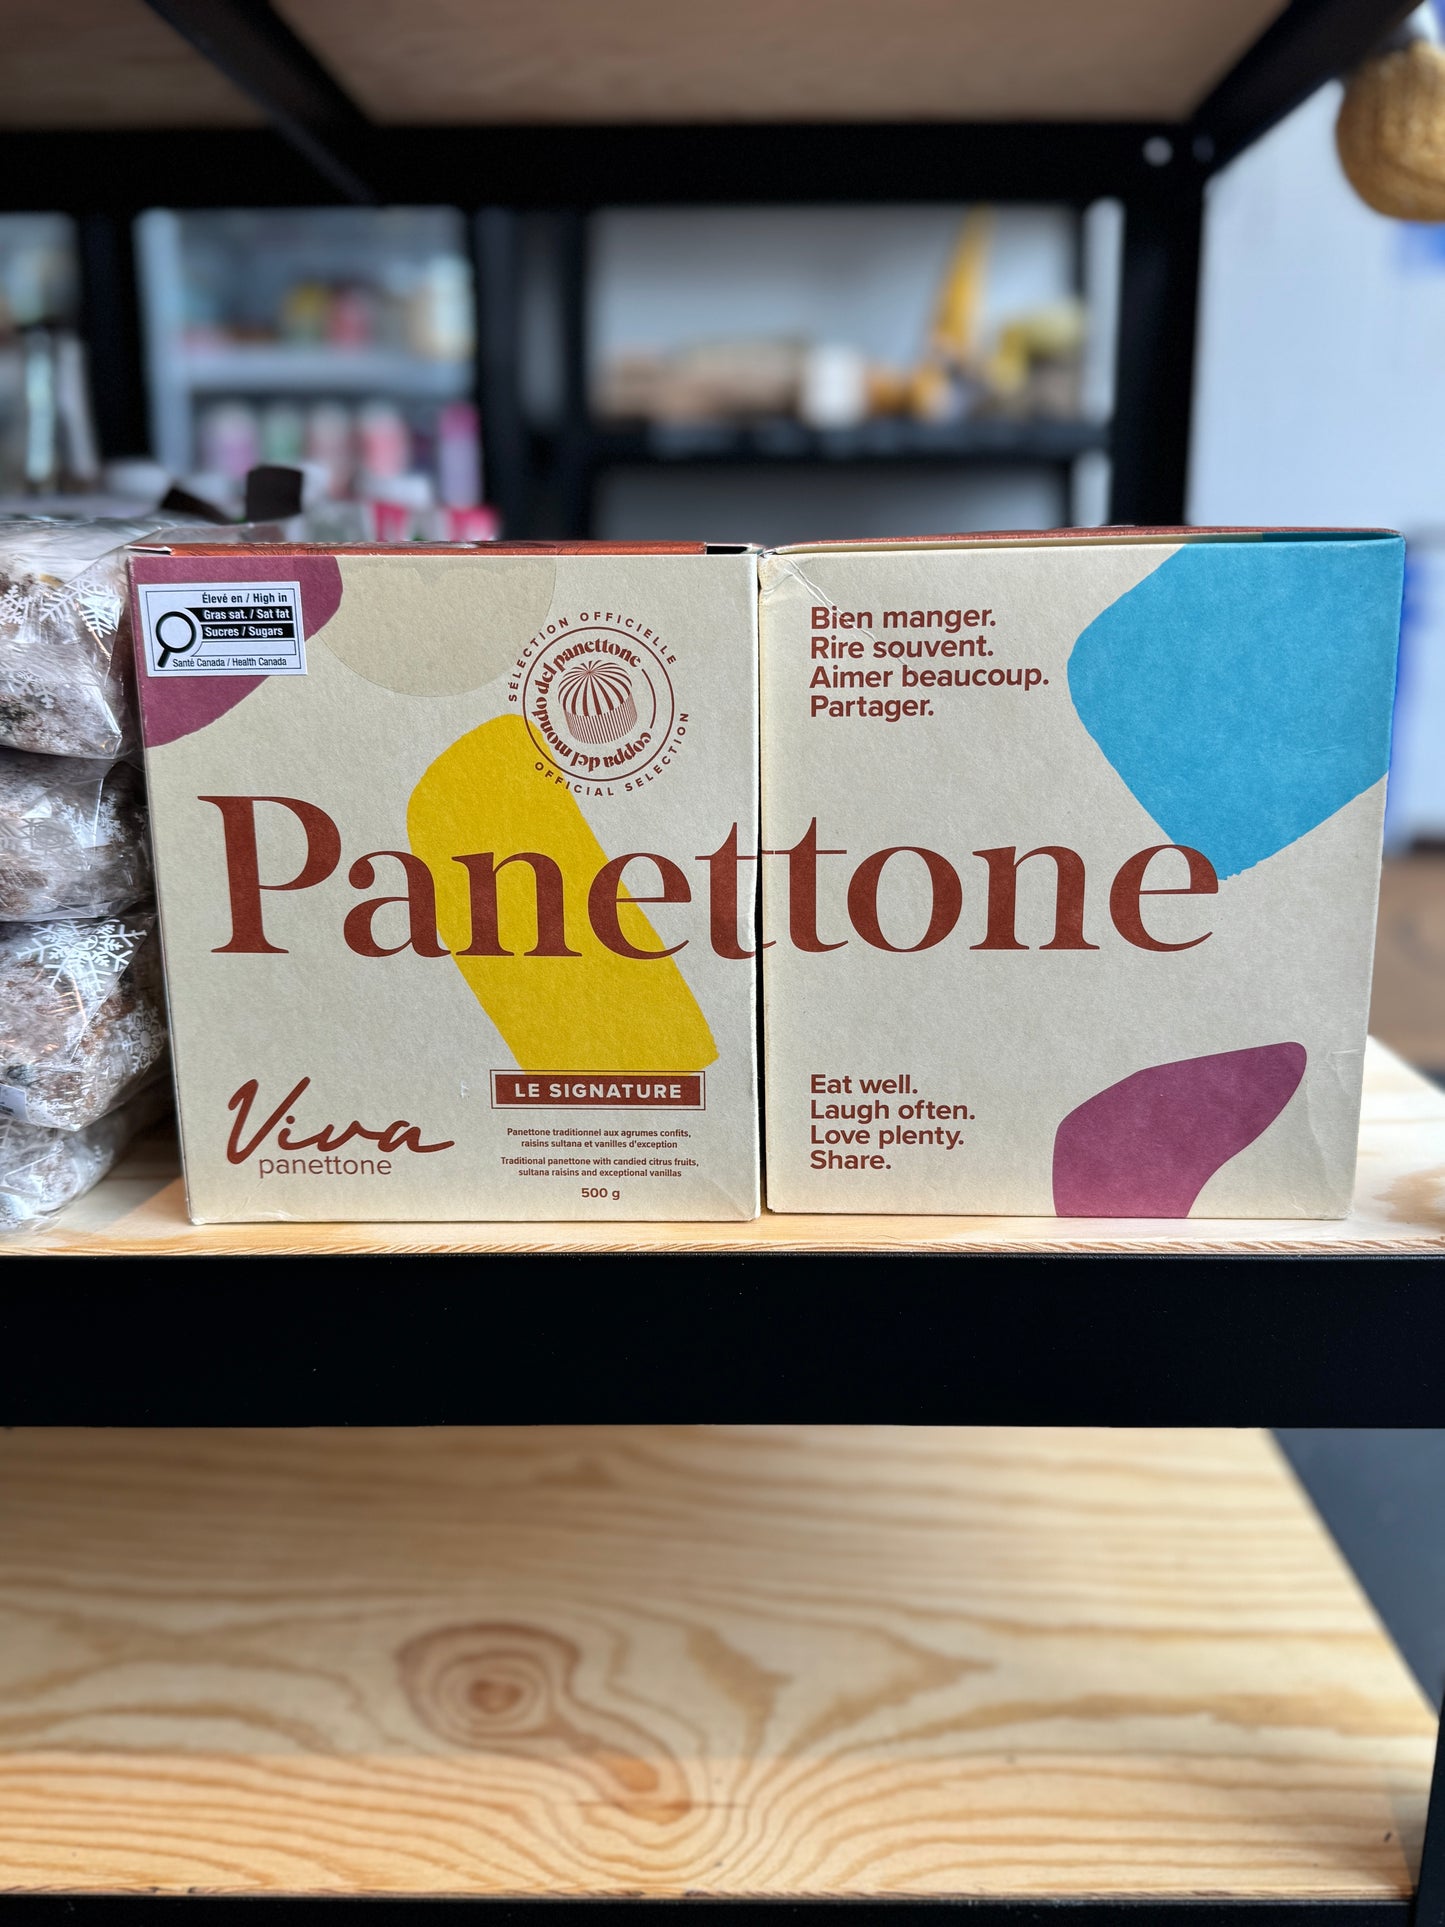 Élevé en / High in
Gras sat. / Sat fat
Sucres / Sugars
Santé Canada / Health Canada
SÉLECTION OFFICIELLE
coppa del mondo del panettone
OFFICIAL SELECTION
Bien manger.
Rire souvent.
Aimer beaucoup.
Partager.
Panettone
Viva
panettone
LE SIGNATURE
Panettone traditionnel aux agrumes confits,
raisins sultana et vanilles d'exception
Traditional panettone with candied citrus fruits,
sultana raisins and exceptional vanillas
500 g
Eat well.
Laugh often.
Love plenty.
Share.